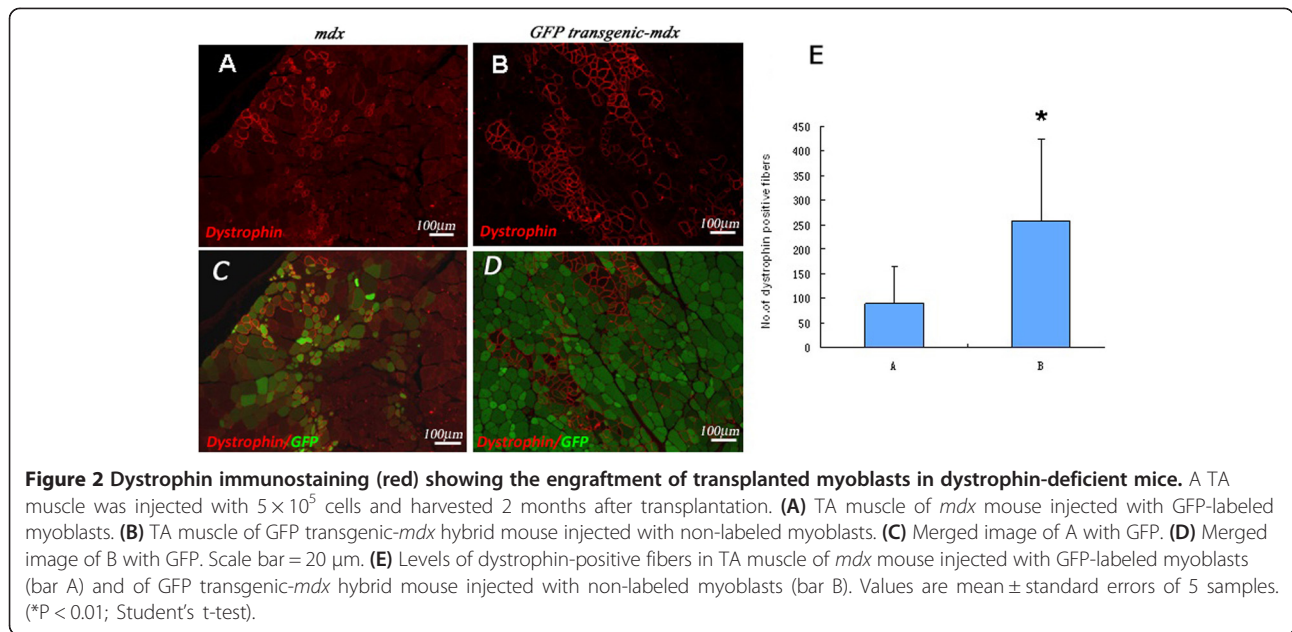 mdx
GFP transgenic-mdx
A
Dystrophin
100µm
B
Dystrophin
100µm
C
Dystrophin/GFP
100µm
D
Dystrophin/GFP
100µm
E
No.of dystrophin positive fibers
450
400
350
300
250
200
150
100
50
0
*
A
B
Figure 2 Dystrophin immunostaining (red) showing the engraftment of transplanted myoblasts in dystrophin-deficient mice. A TA
muscle was injected with 5 × 10⁵ cells and harvested 2 months after transplantation. (A) TA muscle of mdx mouse injected with GFP-labeled
myoblasts. (B) TA muscle of GFP transgenic-mdx hybrid mouse injected with non-labeled myoblasts. (C) Merged image of A with GFP. (D) Merged
image of B with GFP. Scale bar = 20 µm. (E) Levels of dystrophin-positive fibers in TA muscle of mdx mouse injected with GFP-labeled myoblasts
(bar A) and of GFP transgenic-mdx hybrid mouse injected with non-labeled myoblasts (bar B). Values are mean ± standard errors of 5 samples.
(*P < 0.01; Student's t-test).